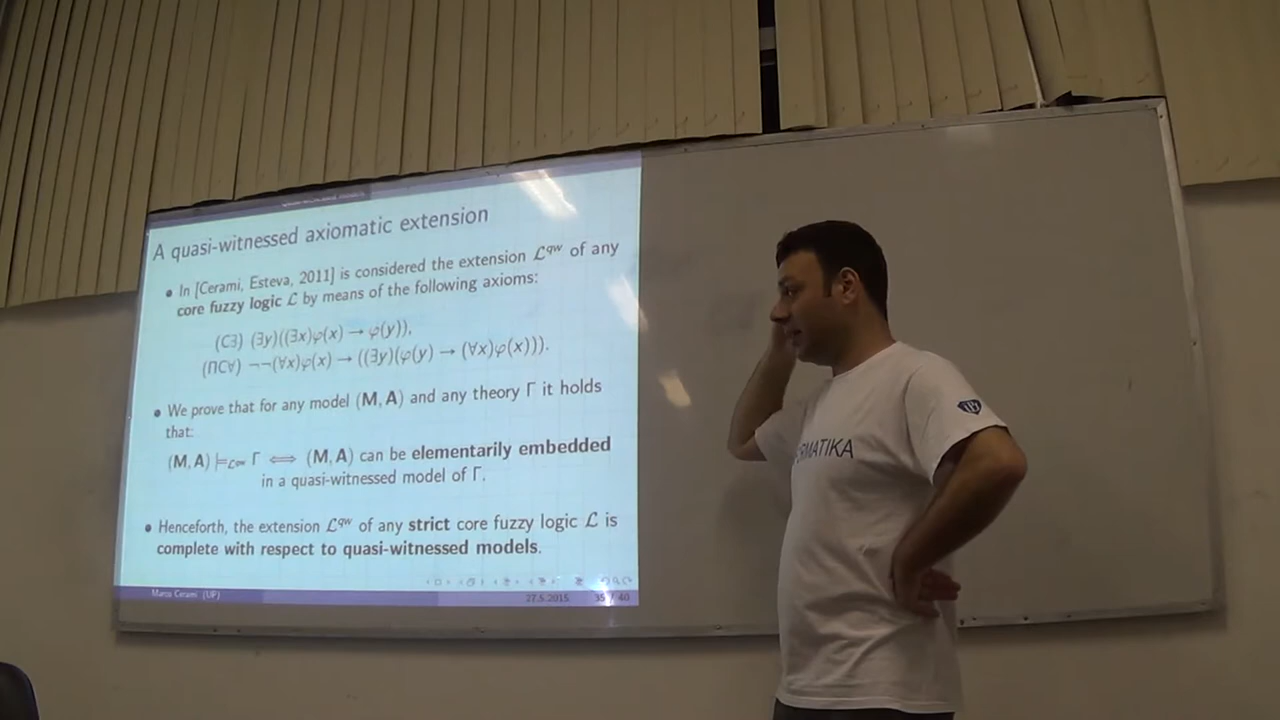 A quasi-witnessed axiomatic extension
• In [Cerami, Esteva, 2011] is considered the extension ℒ^qw of any
core fuzzy logic ℒ by means of the following axioms:
(C∃) (∃y)((∃x)φ(x) → φ(y)),
(ΠC∀) ¬¬(∀x)φ(x) → ((∃y)(φ(y) → (∀x)φ(x))).
• We prove that for any model (M, A) and any theory Γ it holds
that:
(M, A) ⊨_ℒqw Γ ⟺ (M, A) can be elementarily embedded
in a quasi-witnessed model of Γ.
• Henceforth, the extension ℒ^qw of any strict core fuzzy logic ℒ is
complete with respect to quasi-witnessed models.
Marco Cerami (UP) 27.5.2015 35 / 40
RMATIKA